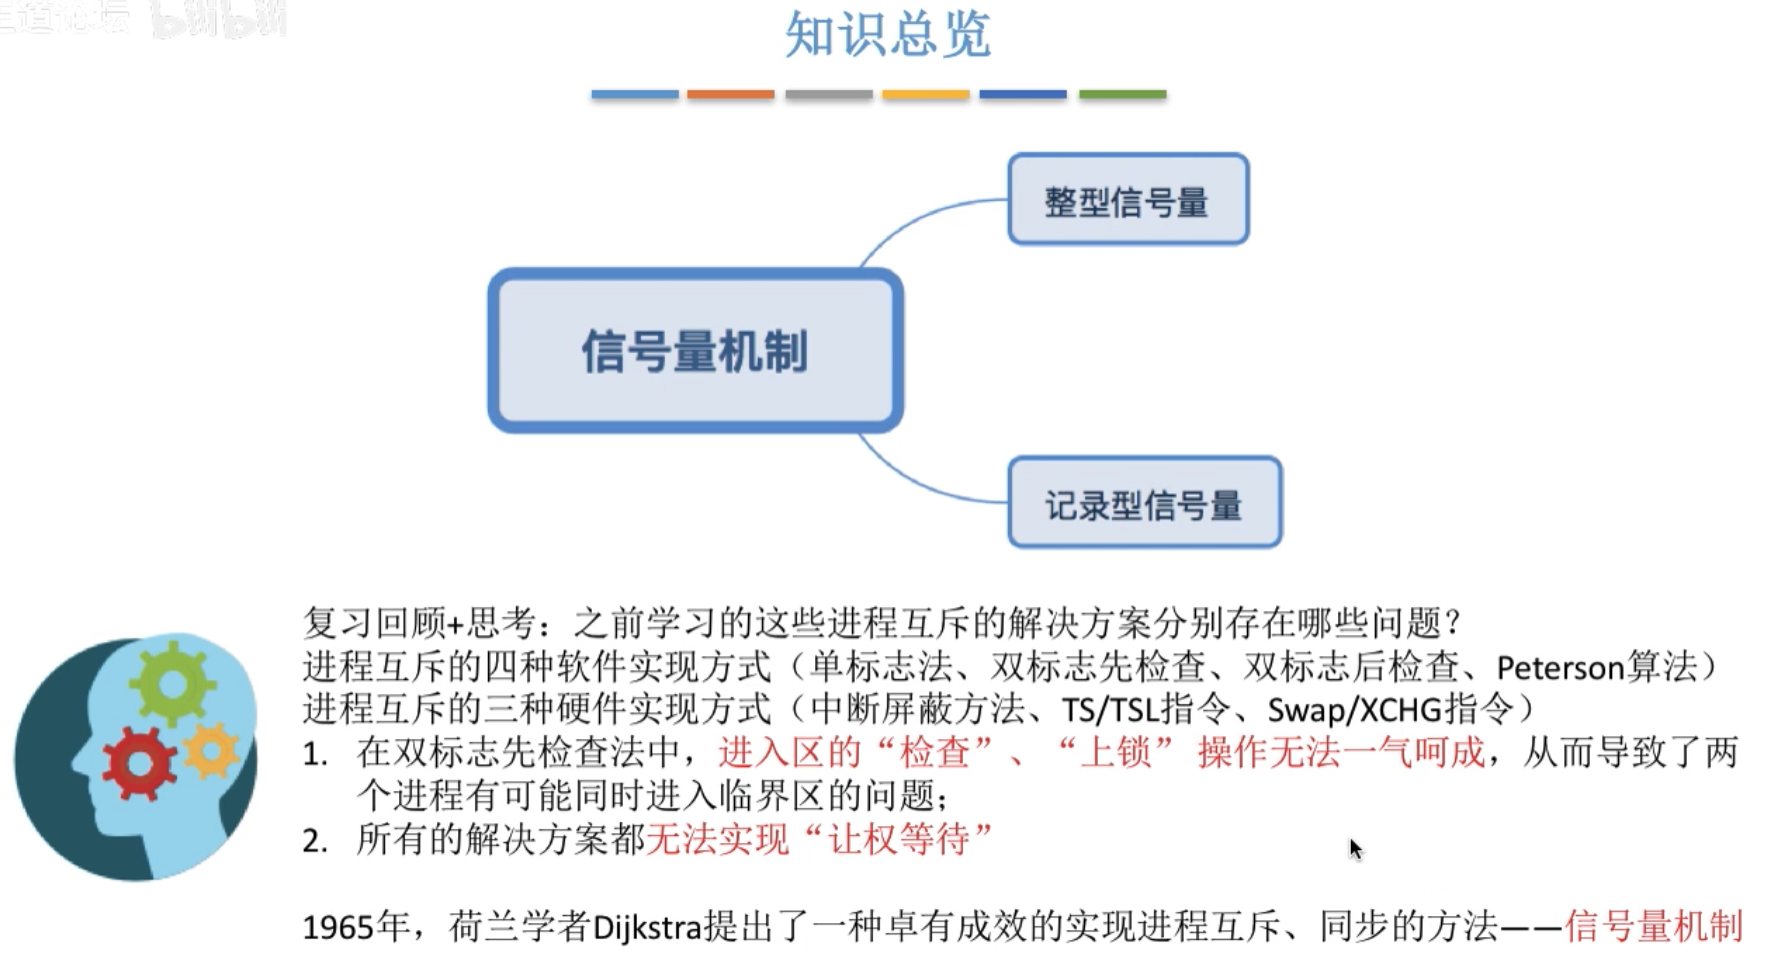 王道论坛 bilibili
知识总览
整型信号量
信号量机制
记录型信号量
复习回顾+思考：之前学习的这些进程互斥的解决方案分别存在哪些问题？
进程互斥的四种软件实现方式（单标志法、双标志先检查、双标志后检查、Peterson算法）
进程互斥的三种硬件实现方式（中断屏蔽方法、TS/TSL指令、Swap/XCHG指令）
1. 在双标志先检查法中，进入区的“检查”、“上锁” 操作无法一气呵成，从而导致了两
个进程有可能同时进入临界区的问题；
2. 所有的解决方案都无法实现“让权等待”
1965年，荷兰学者Dijkstra提出了一种卓有成效的实现进程互斥、同步的方法——信号量机制